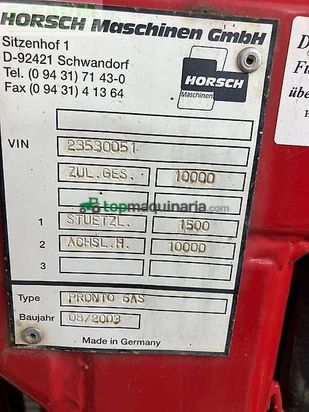 HORSCH Maschinen GmbH
Sitzenhof 1
D-92421 Schwandorf
Tel. (0 94 31) 71 43-0
Fax (0 94 31) 4 13 64
HORSCH
Maschinen
VIN 23530051
ZUL.GES. 10000
topmaquinaria.com
1 STUETZL. 1500
2 ACHSL.H. 10000
3
Type PRONTO 6AS
Baujahr 08/2003
Made in Germany